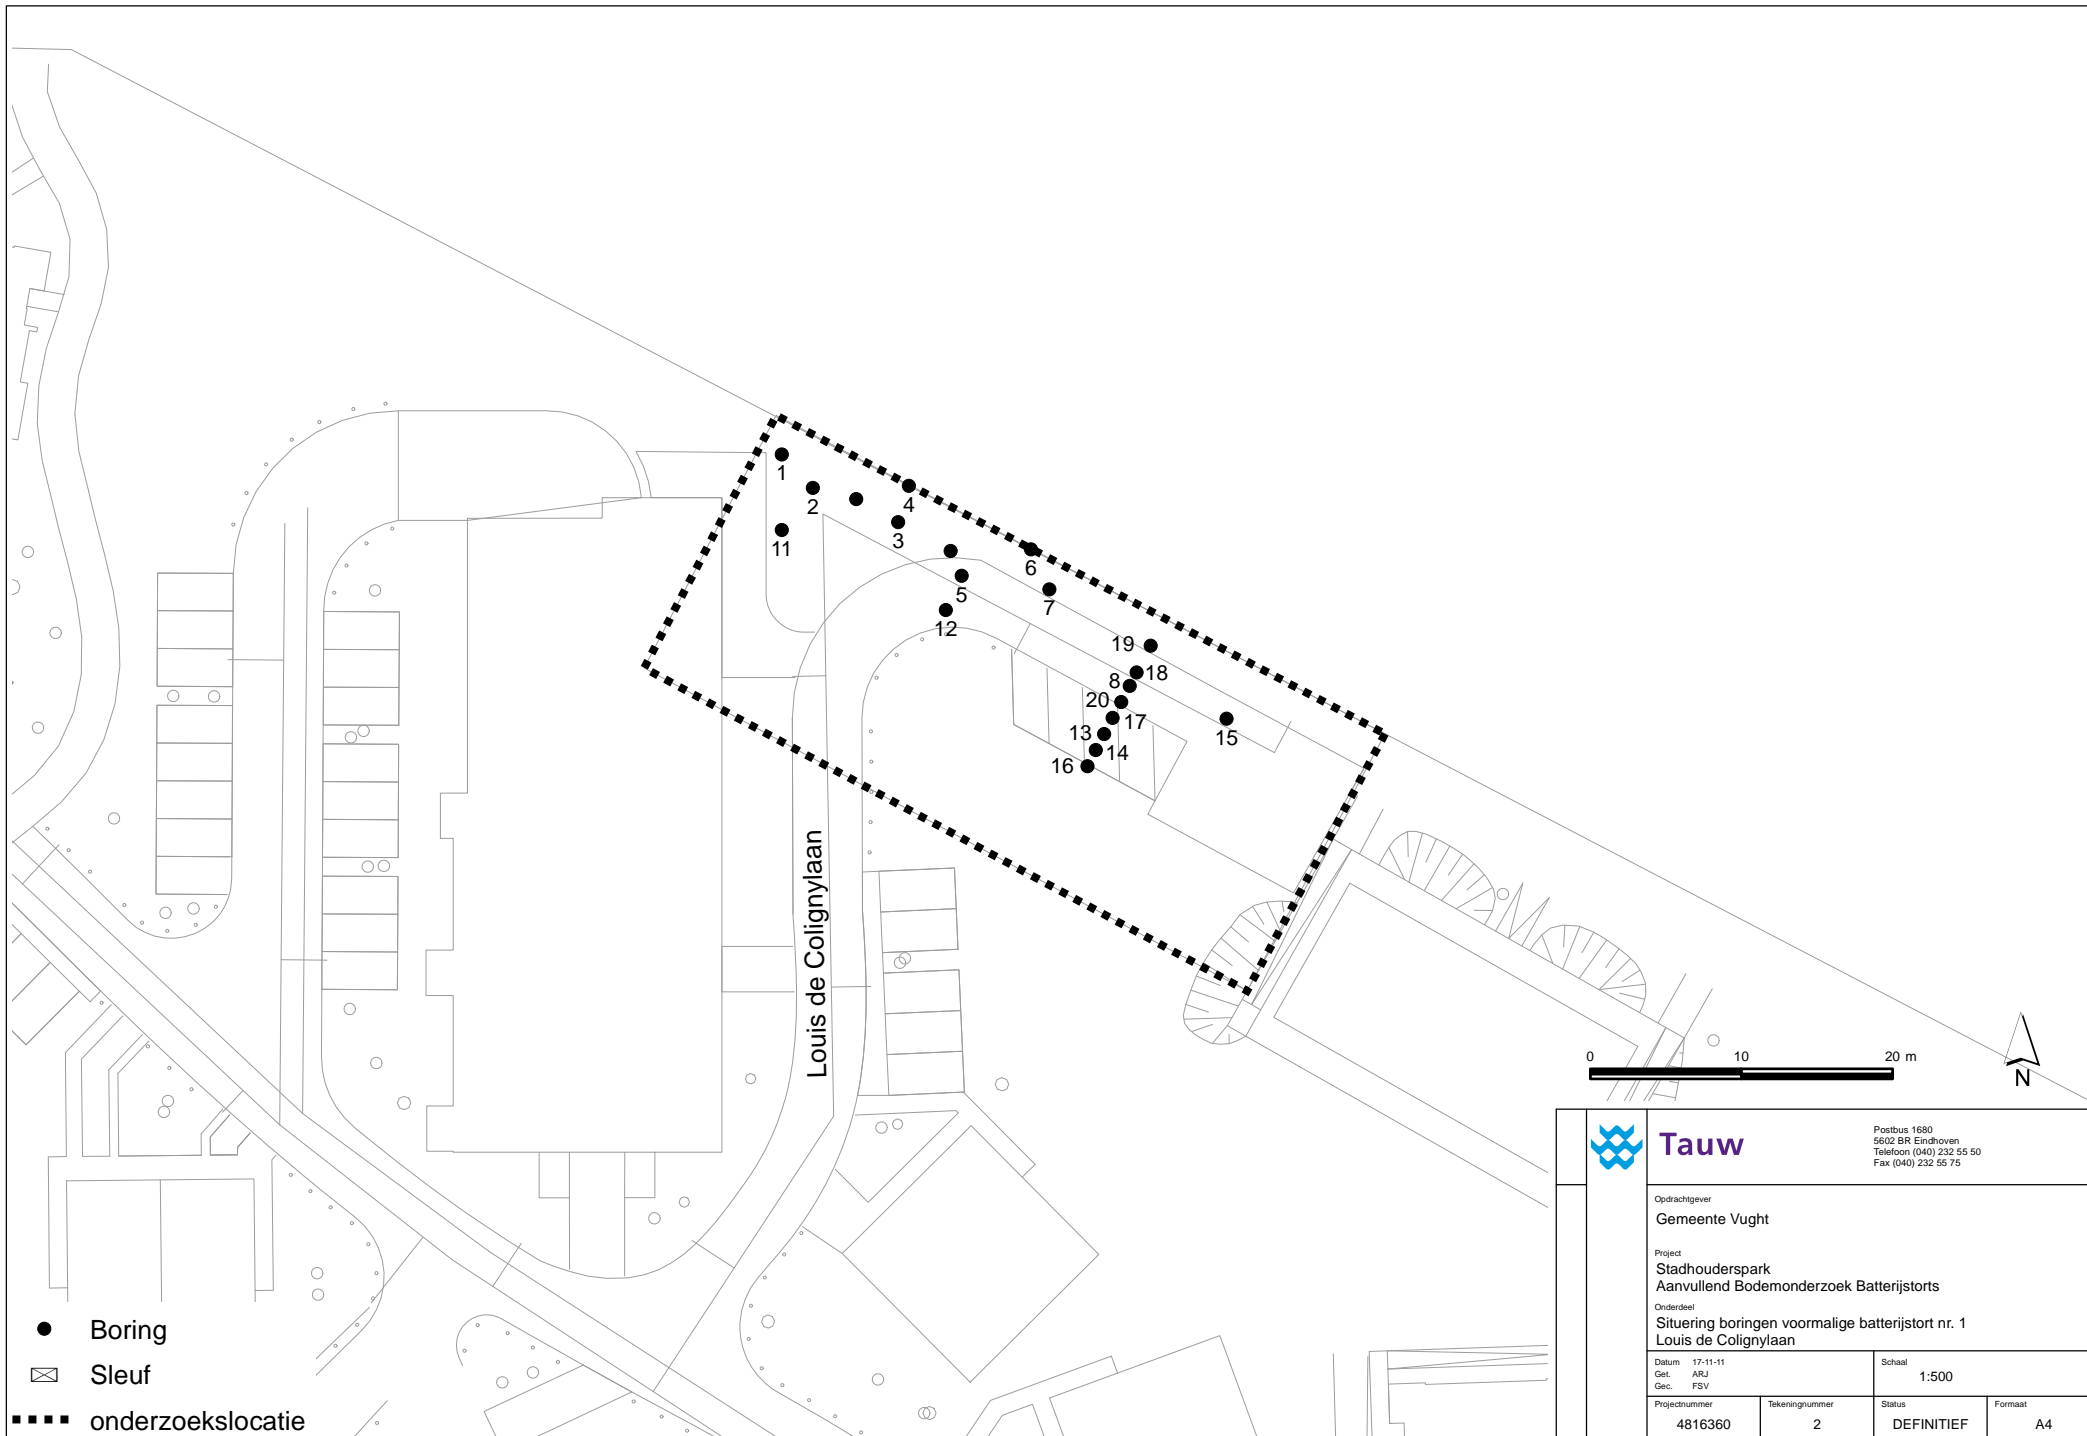 1
2
4
3
11
6
5
7
12
19
18
8
20
17
15
13
14
16
Louis de Colignylaan
0 10 20 m
N
Tauw
Postbus 1680
5602 BR Eindhoven
Telefoon (040) 232 55 50
Fax (040) 232 55 75
Opdrachtgever
Gemeente Vught
Project
Stadhouderspark
Aanvullend Bodemonderzoek Batterijstorts
Onderdeel
Situering boringen voormalige batterijstort nr. 1
Louis de Colignylaan
Datum 17-11-11
Get. ARJ
Gec. FSV
Schaal
1:500
Projectnummer
4816360
Tekeningnummer
2
Status
DEFINITIEF
Formaat
A4
Boring
Sleuf
onderzoekslocatie